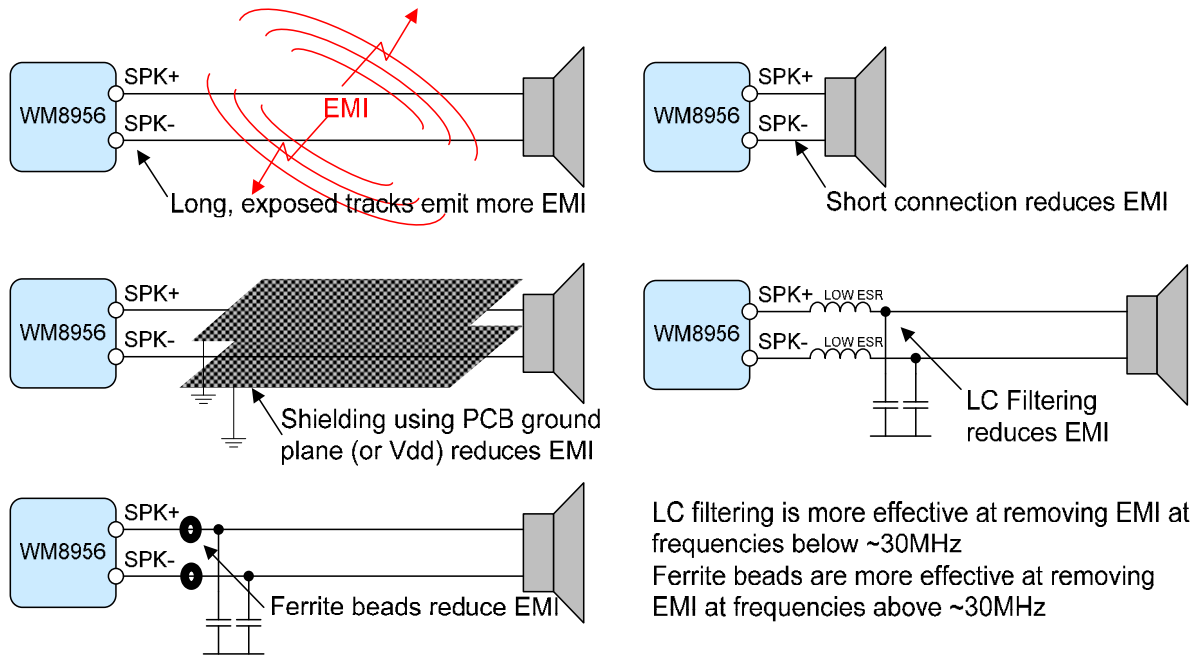 SPK+
WM8956
SPK-
EMI
Long, exposed tracks emit more EMI
SPK+
WM8956
SPK-
Short connection reduces EMI
SPK+
WM8956
SPK-
Shielding using PCB ground
plane (or Vdd) reduces EMI
SPK+
LOW ESR
WM8956
SPK-
LOW ESR
LC Filtering
reduces EMI
SPK+
WM8956
SPK-
Ferrite beads reduce EMI
LC filtering is more effective at removing EMI at
frequencies below ~30MHz
Ferrite beads are more effective at removing
EMI at frequencies above ~30MHz